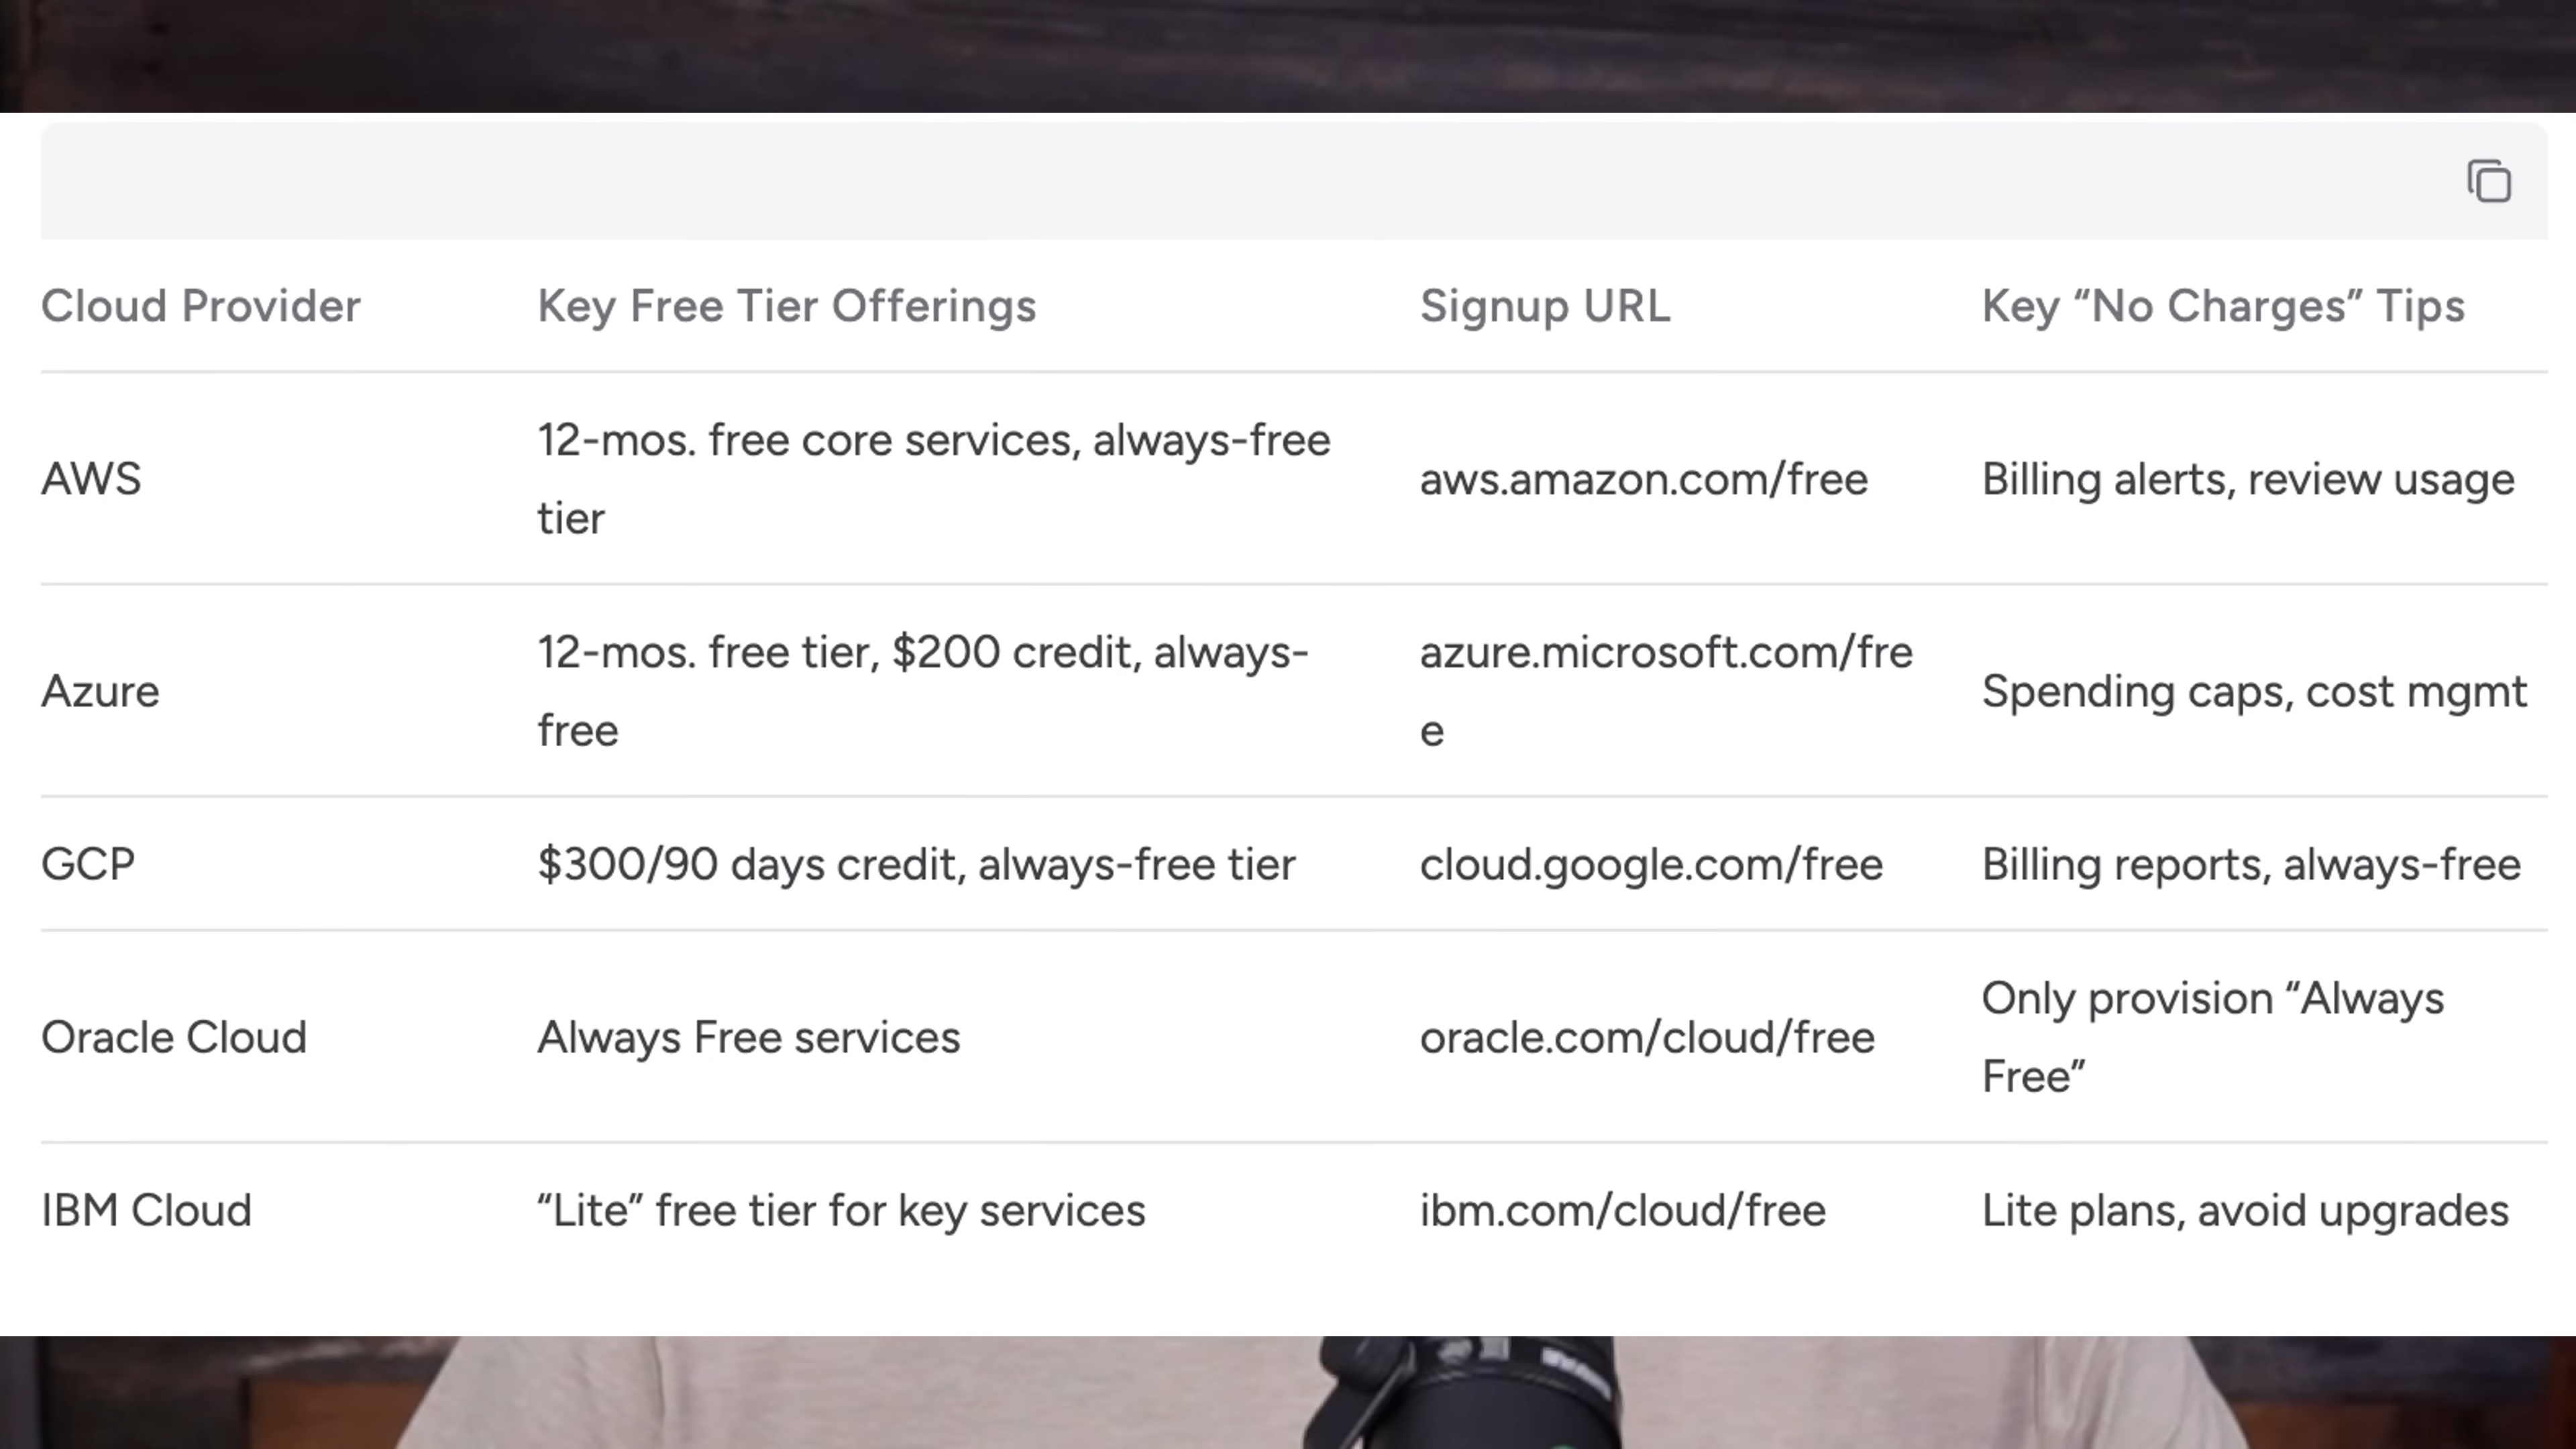 Cloud Provider Key Free Tier Offerings Signup URL Key “No Charges” Tips
AWS 12-mos. free core services, always-free tier aws.amazon.com/free Billing alerts, review usage
Azure 12-mos. free tier, $200 credit, always-free azure.microsoft.com/free Spending caps, cost mgmt
GCP $300/90 days credit, always-free tier cloud.google.com/free Billing reports, always-free
Oracle Cloud Always Free services oracle.com/cloud/free Only provision “Always Free”
IBM Cloud “Lite” free tier for key services ibm.com/cloud/free Lite plans, avoid upgrades